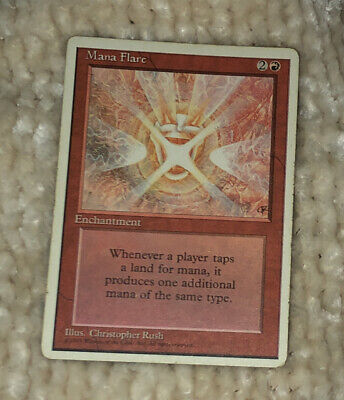 Mana Flare 2
Enchantment
Whenever a player taps
a land for mana, it
produces one additional
mana of the same type.
Illus. Christopher Rush